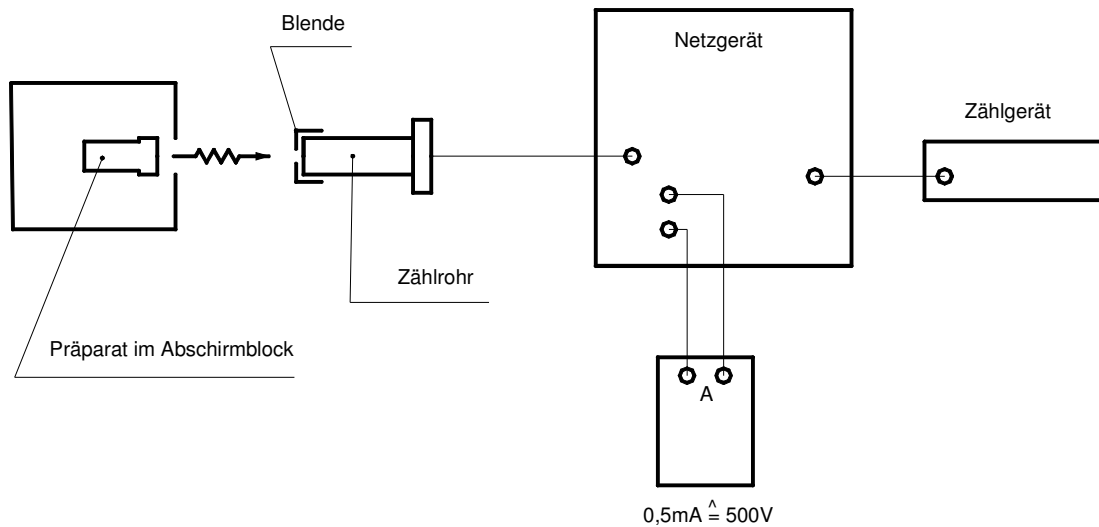 Blende
Netzgerät
Zählgerät
Zählrohr
Präparat im Abschirmblock
A
0,5mA ≙ 500V